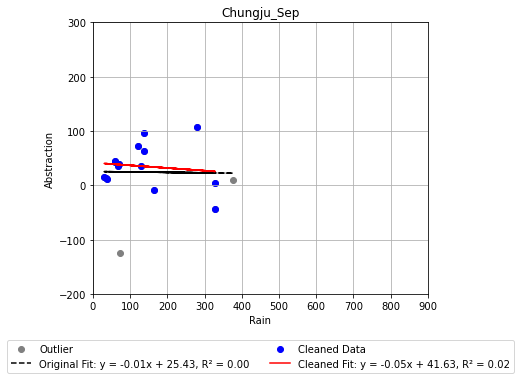 Chungju_Sep
300
200
100
0
−100
−200
Abstraction
0 100 200 300 400 500 600 700 800 900
Rain
Outlier Cleaned Data
Original Fit: y = -0.01x + 25.43, R² = 0.00 Cleaned Fit: y = -0.05x + 41.63, R² = 0.02